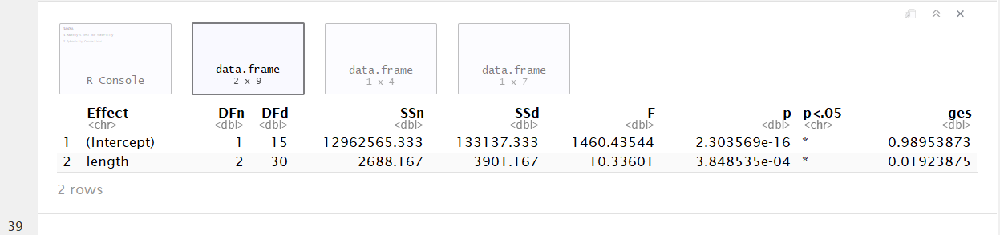 R Console
data.frame
2 x 9
data.frame
1 x 4
data.frame
1 x 7
Effect DFn DFd SSn SSd F p p<.05 ges
<chr> <dbl> <dbl> <dbl> <dbl> <dbl> <dbl> <chr> <dbl>
1 (Intercept) 1 15 12962565.333 133137.333 1460.43544 2.303569e-16 * 0.98953873
2 length 2 30 2688.167 3901.167 10.33601 3.848535e-04 * 0.01923875
2 rows
39